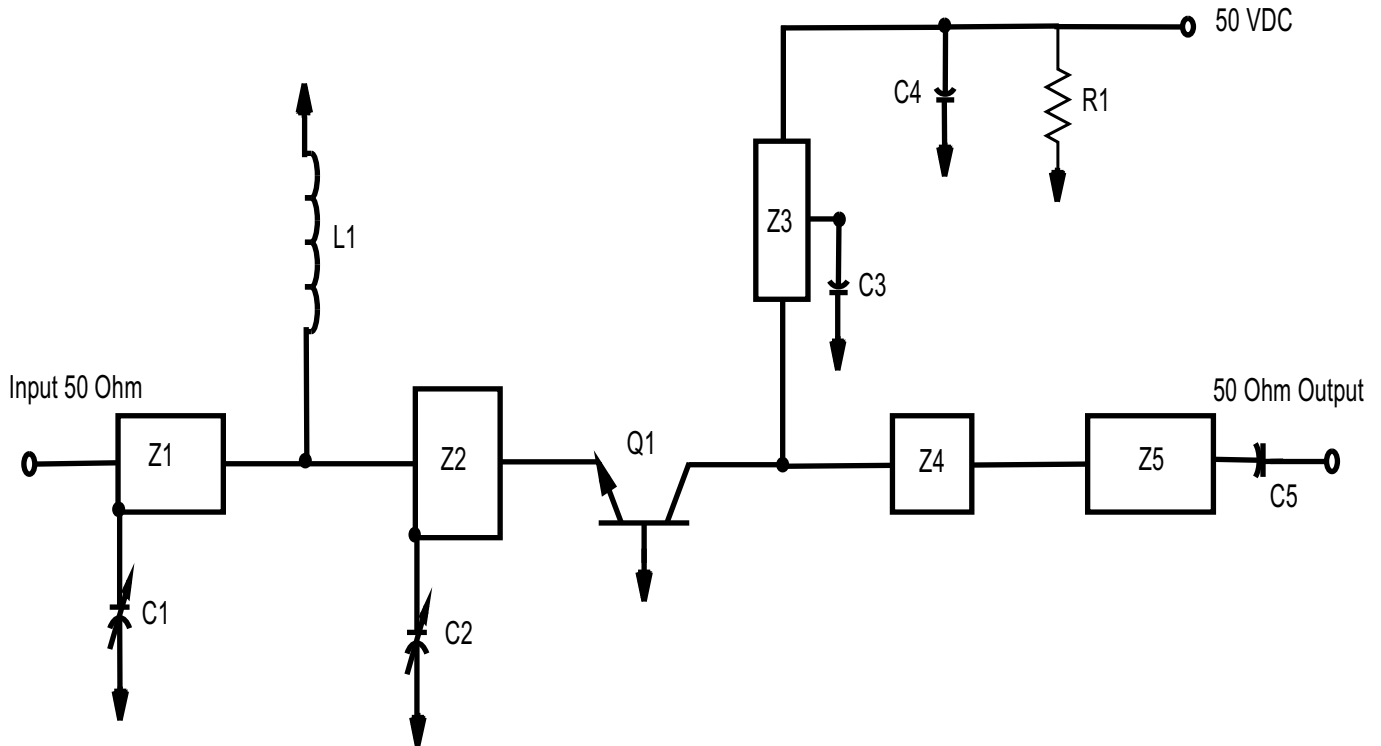 50 VDC
C4
R1
Z3
L1
C3
Input 50 Ohm
50 Ohm Output
Z1
Z2
Q1
Z4
Z5
C5
C1
C2